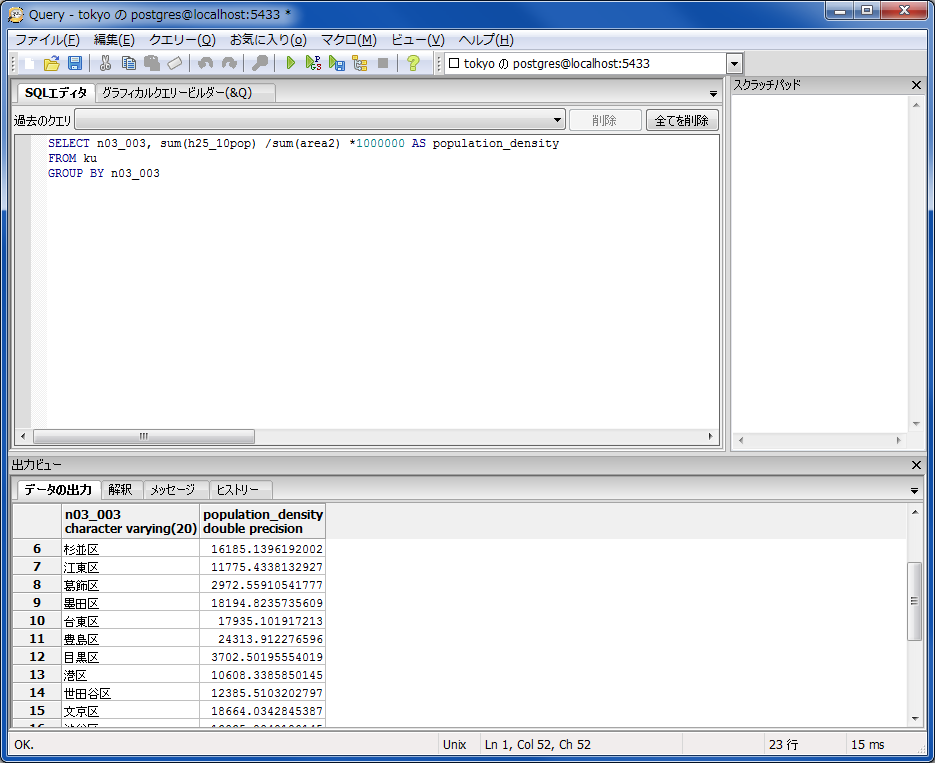 Query - tokyo の postgres@localhost:5433 *
ファイル(F) 編集(E) クエリー(Q) お気に入り(o) マクロ(M) ビュー(V) ヘルプ(H)
tokyo の postgres@localhost:5433
SQLエディタ グラフィカルクエリービルダー(&Q)
スクラッチパッド
過去のクエリ 削除 全てを削除
SELECT n03_003, sum(h25_10pop) /sum(area2) *1000000 AS population_density
FROM ku
GROUP BY n03_003
出力ビュー
データの出力 解釈 メッセージ ヒストリー
n03_003 population_density
character varying(20) double precision
6 杉並区 16185.1396192002
7 江東区 11775.4338132927
8 葛飾区 2972.55910541777
9 墨田区 18194.8235735609
10 台東区 17935.101917213
11 豊島区 24313.912276596
12 目黒区 3702.50195554019
13 港区 10608.3385850145
14 世田谷区 12385.5103202797
15 文京区 18664.0342845387
OK. Unix Ln 1, Col 52, Ch 52 23 行 15 ms